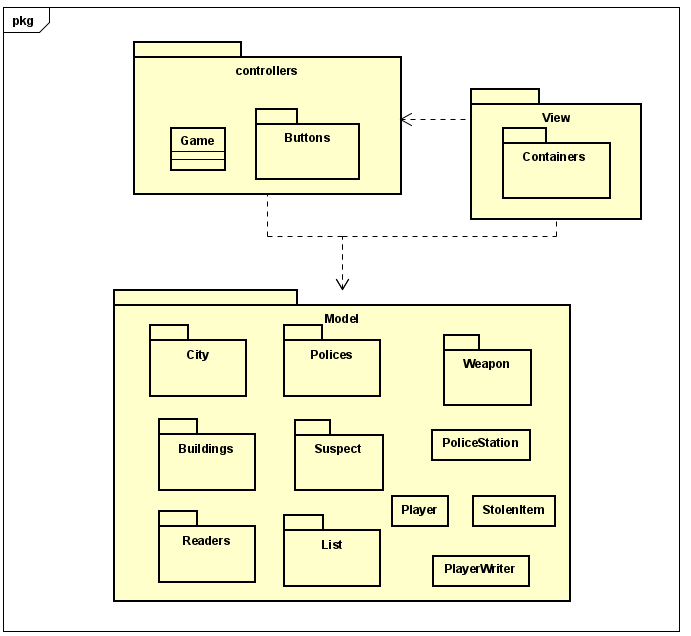 pkg
controllers
Game
Buttons
View
Containers
Model
City
Polices
Weapon
Buildings
Suspect
PoliceStation
Player
StolenItem
Readers
List
PlayerWriter